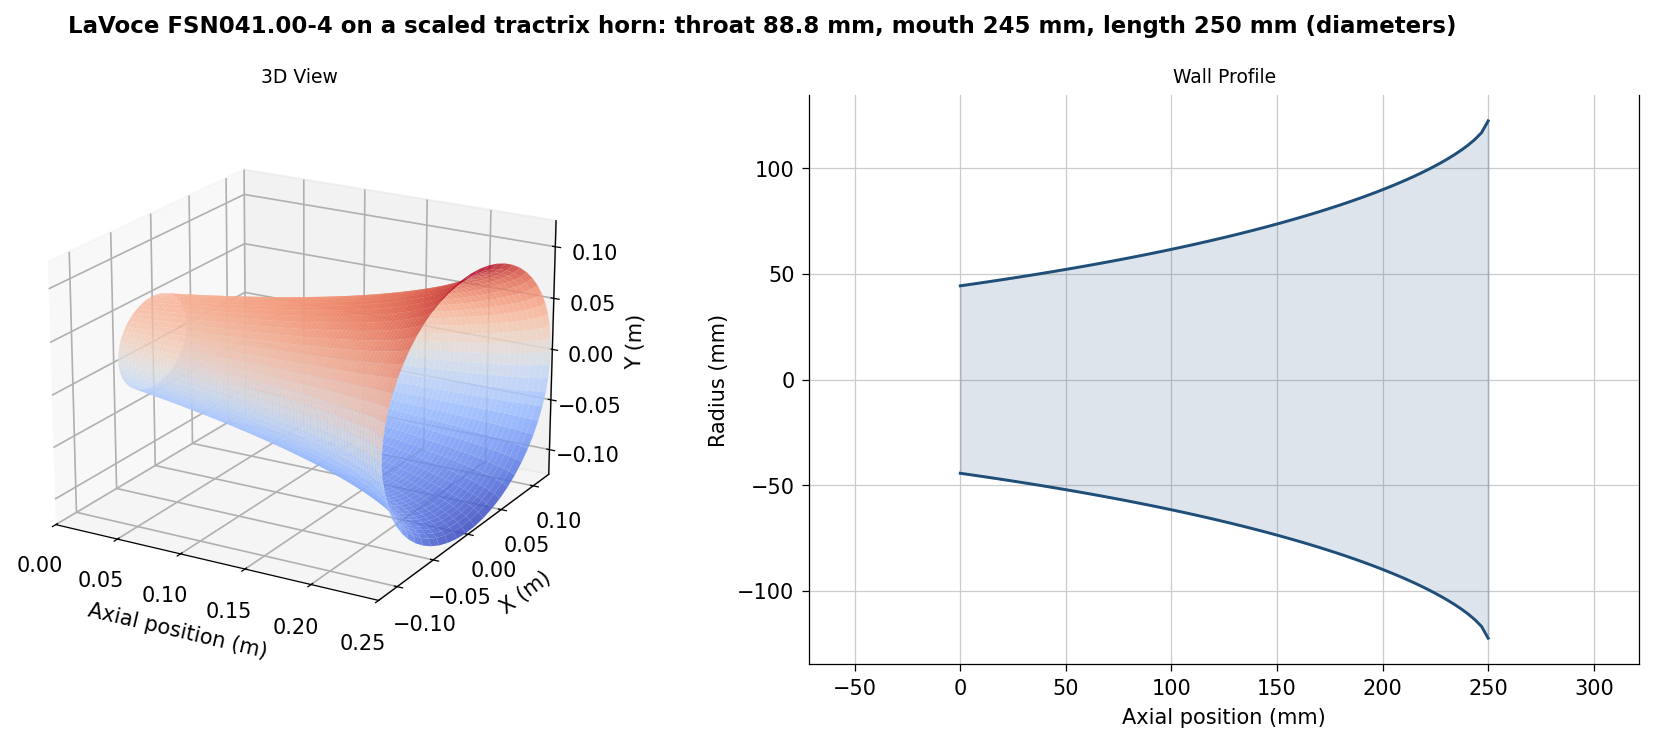 LaVoce FSN041.00-4 on a scaled tractrix horn: throat 88.8 mm, mouth 245 mm, length 250 mm (diameters)
3D View
0.10
0.05
0.00
−0.05
−0.10
Y (m)
0.10
0.05
0.00
−0.05
−0.10
X (m)
0.00
0.05
0.10
0.15
0.20
0.25
Axial position (m)
Wall Profile
100
50
0
−50
−100
Radius (mm)
−50 0 50 100 150 200 250 300
Axial position (mm)